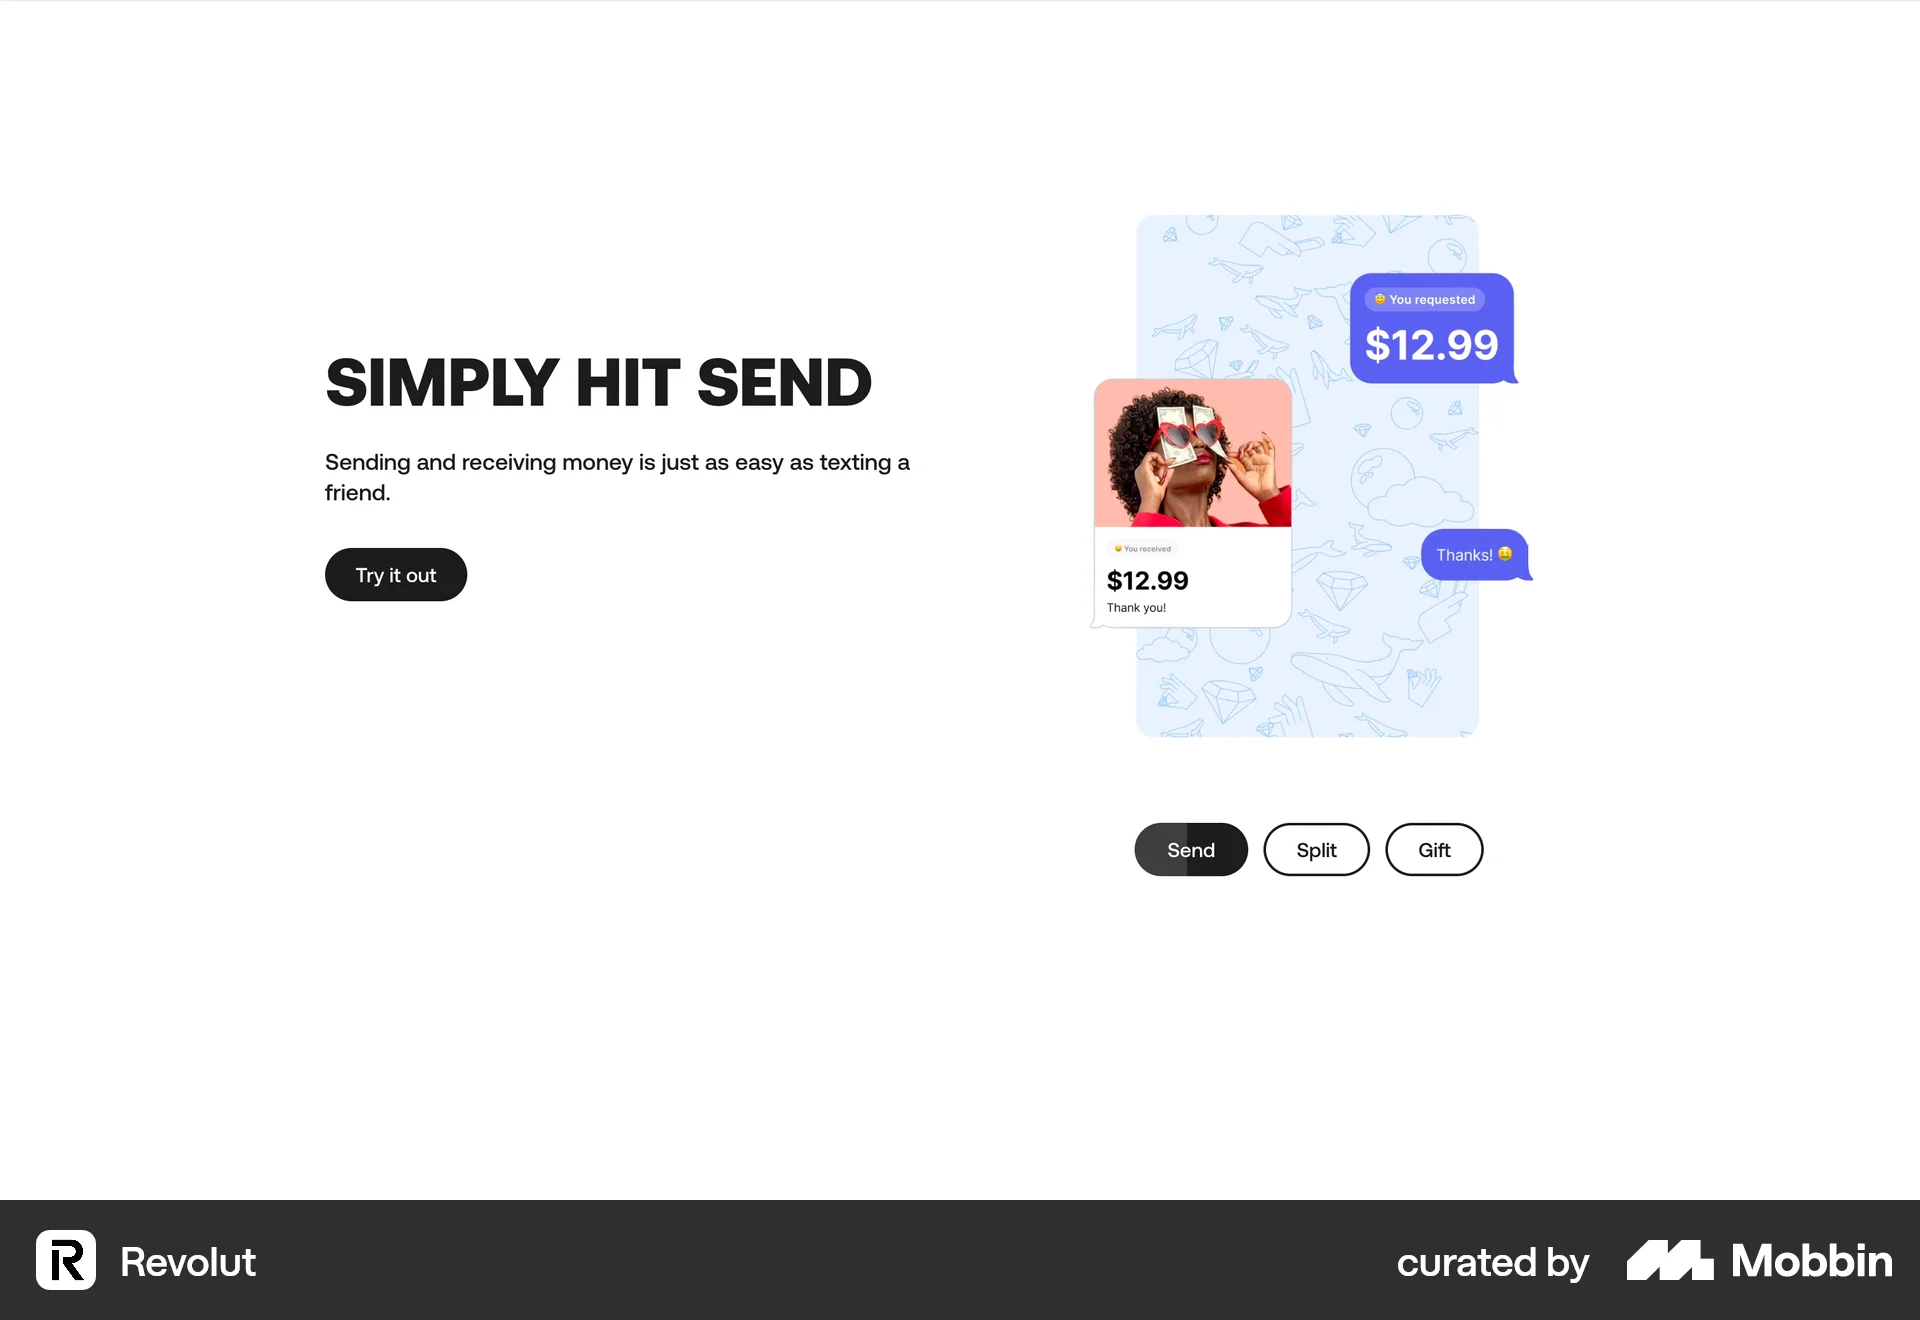 SIMPLY HIT SEND
Sending and receiving money is just as easy as texting a
friend.
Try it out
You requested
$12.99
You received
$12.99
Thank you!
Thanks!
Send
Split
Gift
Revolut
curated by
Mobbin